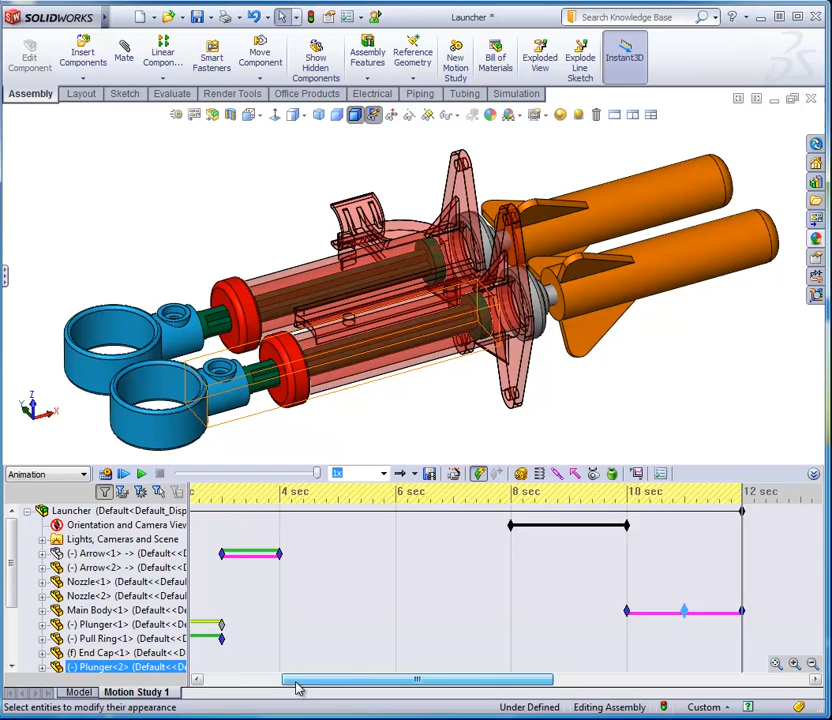 SOLIDWORKS
Launcher *
Search Knowledge Base
Edit Component
Insert Components
Mate
Linear Compon...
Smart Fasteners
Move Component
Show Hidden Components
Assembly Features
Reference Geometry
New Motion Study
Bill of Materials
Exploded View
Explode Line Sketch
Instant3D
Assembly Layout Sketch Evaluate Render Tools Office Products Electrical Piping Tubing Simulation
Z
Y X
Animation 1x
4 sec 6 sec 8 sec 10 sec 12 sec
Launcher (Default<Default_Disp
Orientation and Camera View
Lights, Cameras and Scene
(-) Arrow<1> -> (Default<<D
(-) Arrow<2> -> (Default<<D
Nozzle<1> (Default<<Default
Nozzle<2> (Default<<Default
Main Body<1> (Default<<De
(-) Plunger<1> (Default<<De
(-) Pull Ring<1> (Default<<D
(f) End Cap<1> (Default<<De
(-) Plunger<2> (Default<<De
Model Motion Study 1
Select entities to modify their appearance
Under Defined Editing Assembly Custom